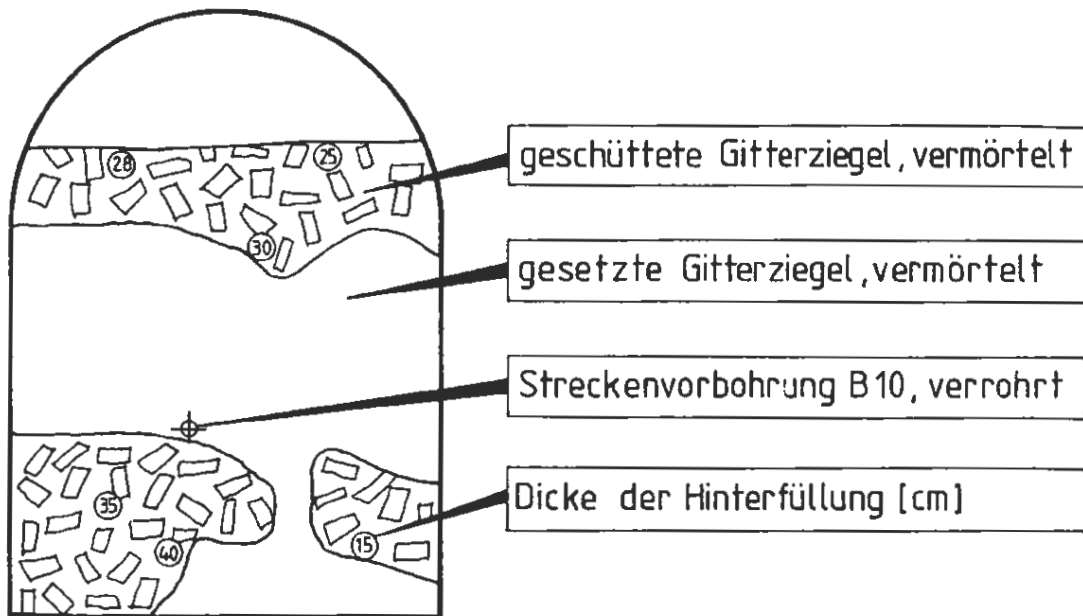 geschüttete Gitterziegel, vermörtelt
28
25
30
gesetzte Gitterziegel, vermörtelt
Streckenvorbohrung B10, verrohrt
Dicke der Hinterfüllung [cm]
35
40
15